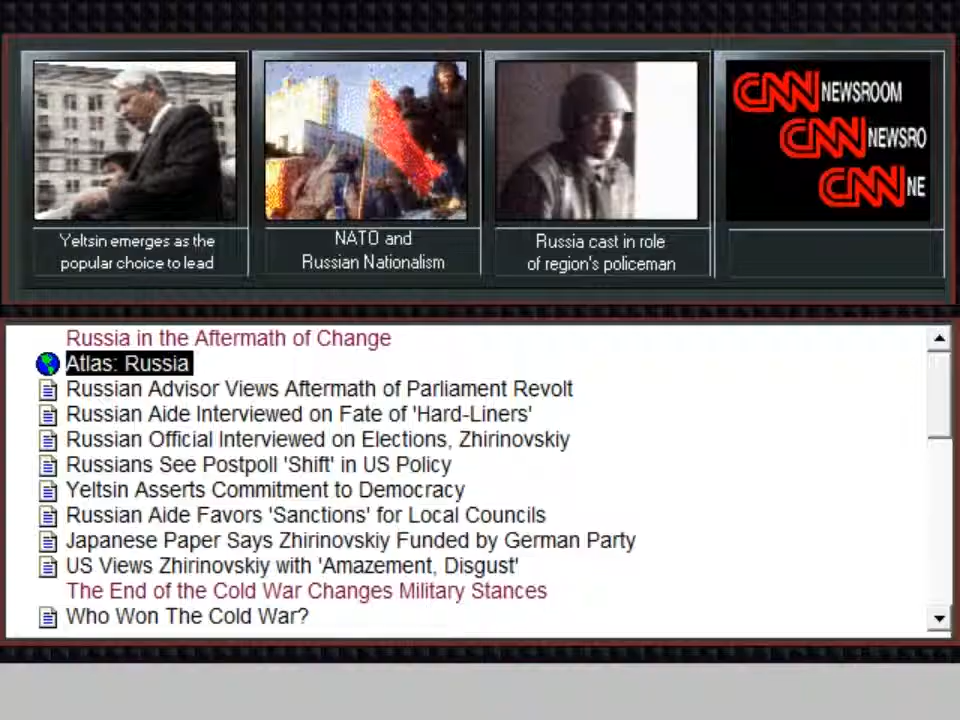 CNN NEWSROOM
CNN NEWSRO
CNN NE
Yeltsin emerges as the
popular choice to lead
NATO and
Russian Nationalism
Russia cast in role
of region's policeman
Russia in the Aftermath of Change
Atlas: Russia
Russian Advisor Views Aftermath of Parliament Revolt
Russian Aide Interviewed on Fate of 'Hard-Liners'
Russian Official Interviewed on Elections, Zhirinovskiy
Russians See Postpoll 'Shift' in US Policy
Yeltsin Asserts Commitment to Democracy
Russian Aide Favors 'Sanctions' for Local Councils
Japanese Paper Says Zhirinovskiy Funded by German Party
US Views Zhirinovskiy with 'Amazement, Disgust'
The End of the Cold War Changes Military Stances
Who Won The Cold War?